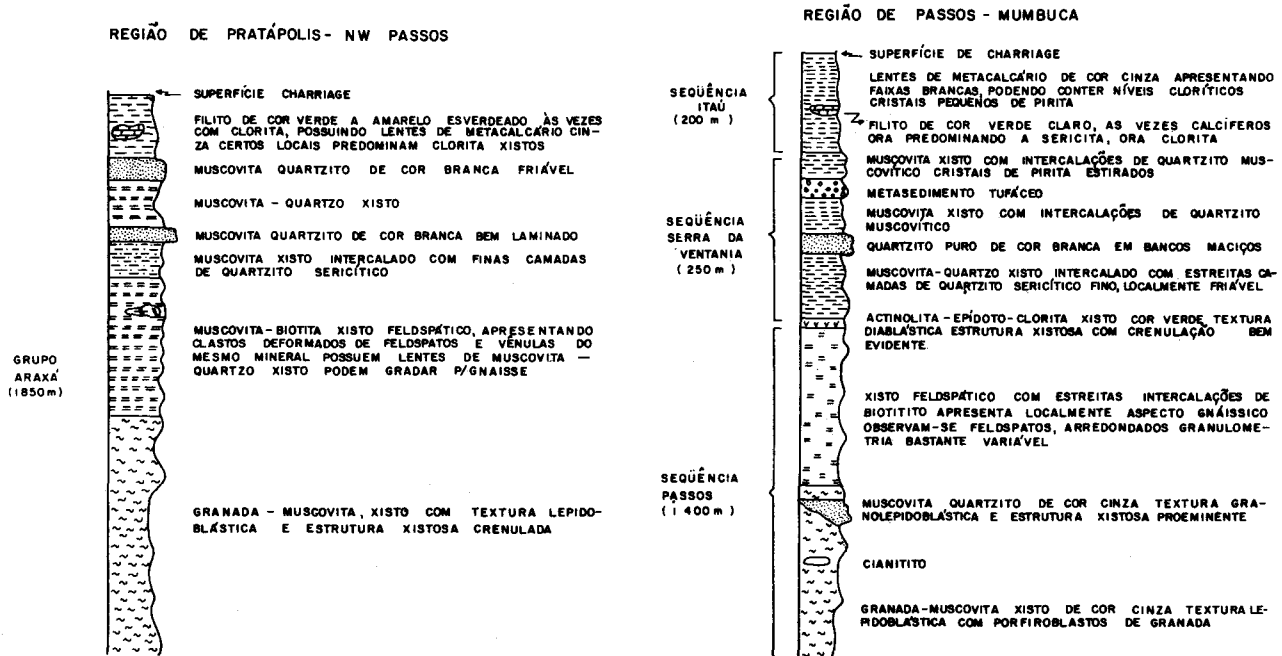 REGIÃO DE PRATÁPOLIS - NW PASSOS
SUPERFÍCIE CHARRIAGE
FILITO DE COR VERDE A AMARELO ESVERDEADO ÀS VEZES
COM CLORITA, POSSUINDO LENTES DE METACALCÁRIO CIN-
ZA CERTOS LOCAIS PREDOMINAM CLORITA XISTOS
MUSCOVITA QUARTZITO DE COR BRANCA FRIÁVEL
MUSCOVITA - QUARTZO XISTO
MUSCOVITA QUARTZITO DE COR BRANCA BEM LAMINADO
MUSCOVITA XISTO INTERCALADO COM FINAS CAMADAS
DE QUARTZITO SERICÍTICO
MUSCOVITA-BIOTITA XISTO FELDSPÁTICO, APRESENTANDO
CLASTOS DEFORMADOS DE FELDSPATOS E VÊNULAS DO
MESMO MINERAL POSSUEM LENTES DE MUSCOVITA —
QUARTZO XISTO PODEM GRADAR P/GNAISSE
GRUPO
ARAXÁ
(1850m)
GRANADA - MUSCOVITA, XISTO COM TEXTURA LEPIDO-
BLÁSTICA E ESTRUTURA XISTOSA CRENULADA
REGIÃO DE PASSOS - MUMBUCA
SUPERFÍCIE DE CHARRIAGE
SEQÜÊNCIA
ITAÚ
(200 m)
LENTES DE METACALCÁRIO DE COR CINZA APRESENTANDO
FAIXAS BRANCAS, PODENDO CONTER NÍVEIS CLORÍTICOS
CRISTAIS PEQUENOS DE PIRITA
FILITO DE COR VERDE CLARO, AS VEZES CALCÍFEROS
ORA PREDOMINANDO A SERICITA, ORA CLORITA
MUSCOVITA XISTO COM INTERCALAÇÕES DE QUARTZITO MUS-
COVÍTICO CRISTAIS DE PIRITA ESTIRADOS
METASEDIMENTO TUFÁCEO
SEQÜÊNCIA
SERRA DA
VENTANIA
(250 m)
MUSCOVITA XISTO COM INTERCALAÇÕES DE QUARTZITO
MUSCOVÍTICO
QUARTZITO PURO DE COR BRANCA EM BANCOS MACIÇOS
MUSCOVITA-QUARTZO XISTO INTERCALADO COM ESTREITAS CA-
MADAS DE QUARTZITO SERICÍTICO FINO, LOCALMENTE FRIÁVEL
ACTINOLITA-EPÍDOTO-CLORITA XISTO COR VERDE, TEXTURA
DIABLÁSTICA ESTRUTURA XISTOSA COM CRENULAÇÃO BEM
EVIDENTE
XISTO FELDSPÁTICO COM ESTREITAS INTERCALAÇÕES DE
BIOTITITO APRESENTA LOCALMENTE ASPECTO GNÁISSICO
OBSERVAM-SE FELDSPATOS, ARREDONDADOS GRANULOME-
TRIA BASTANTE VARIÁVEL
SEQÜÊNCIA
PASSOS
(1 400 m)
MUSCOVITA QUARTZITO DE COR CINZA TEXTURA GRA-
NOLEPIDOBLÁSTICA E ESTRUTURA XISTOSA PROEMINENTE
CIANITITO
GRANADA-MUSCOVITA XISTO DE COR CINZA TEXTURA LE-
PIDOBLÁSTICA COM PORFIROBLASTOS DE GRANADA